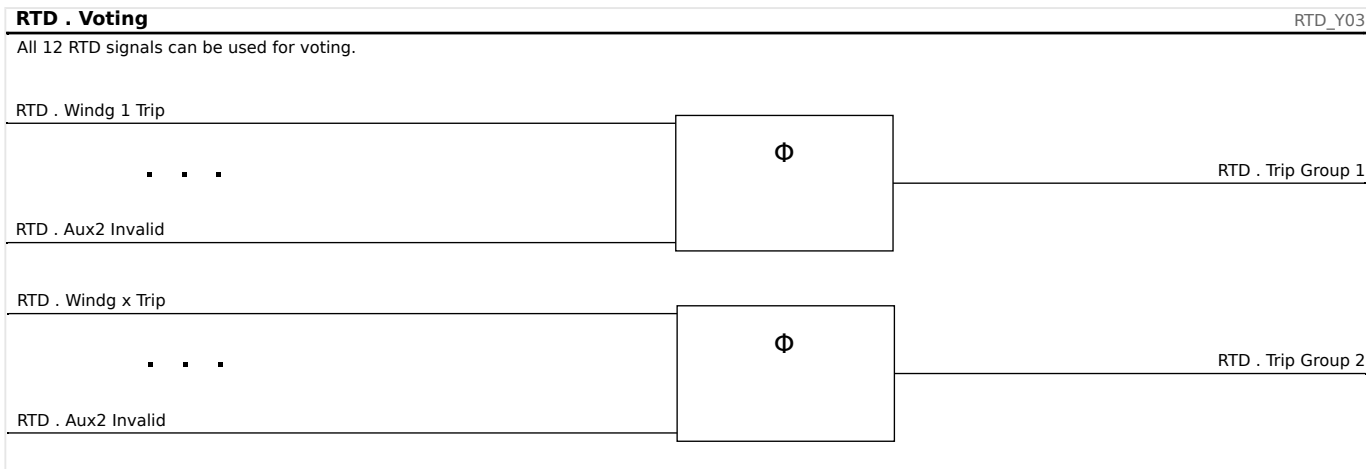 RTD . Voting
RTD_Y03
All 12 RTD signals can be used for voting.
RTD . Windg 1 Trip
Φ
. . .
RTD . Trip Group 1
RTD . Aux2 Invalid
RTD . Windg x Trip
Φ
. . .
RTD . Trip Group 2
RTD . Aux2 Invalid